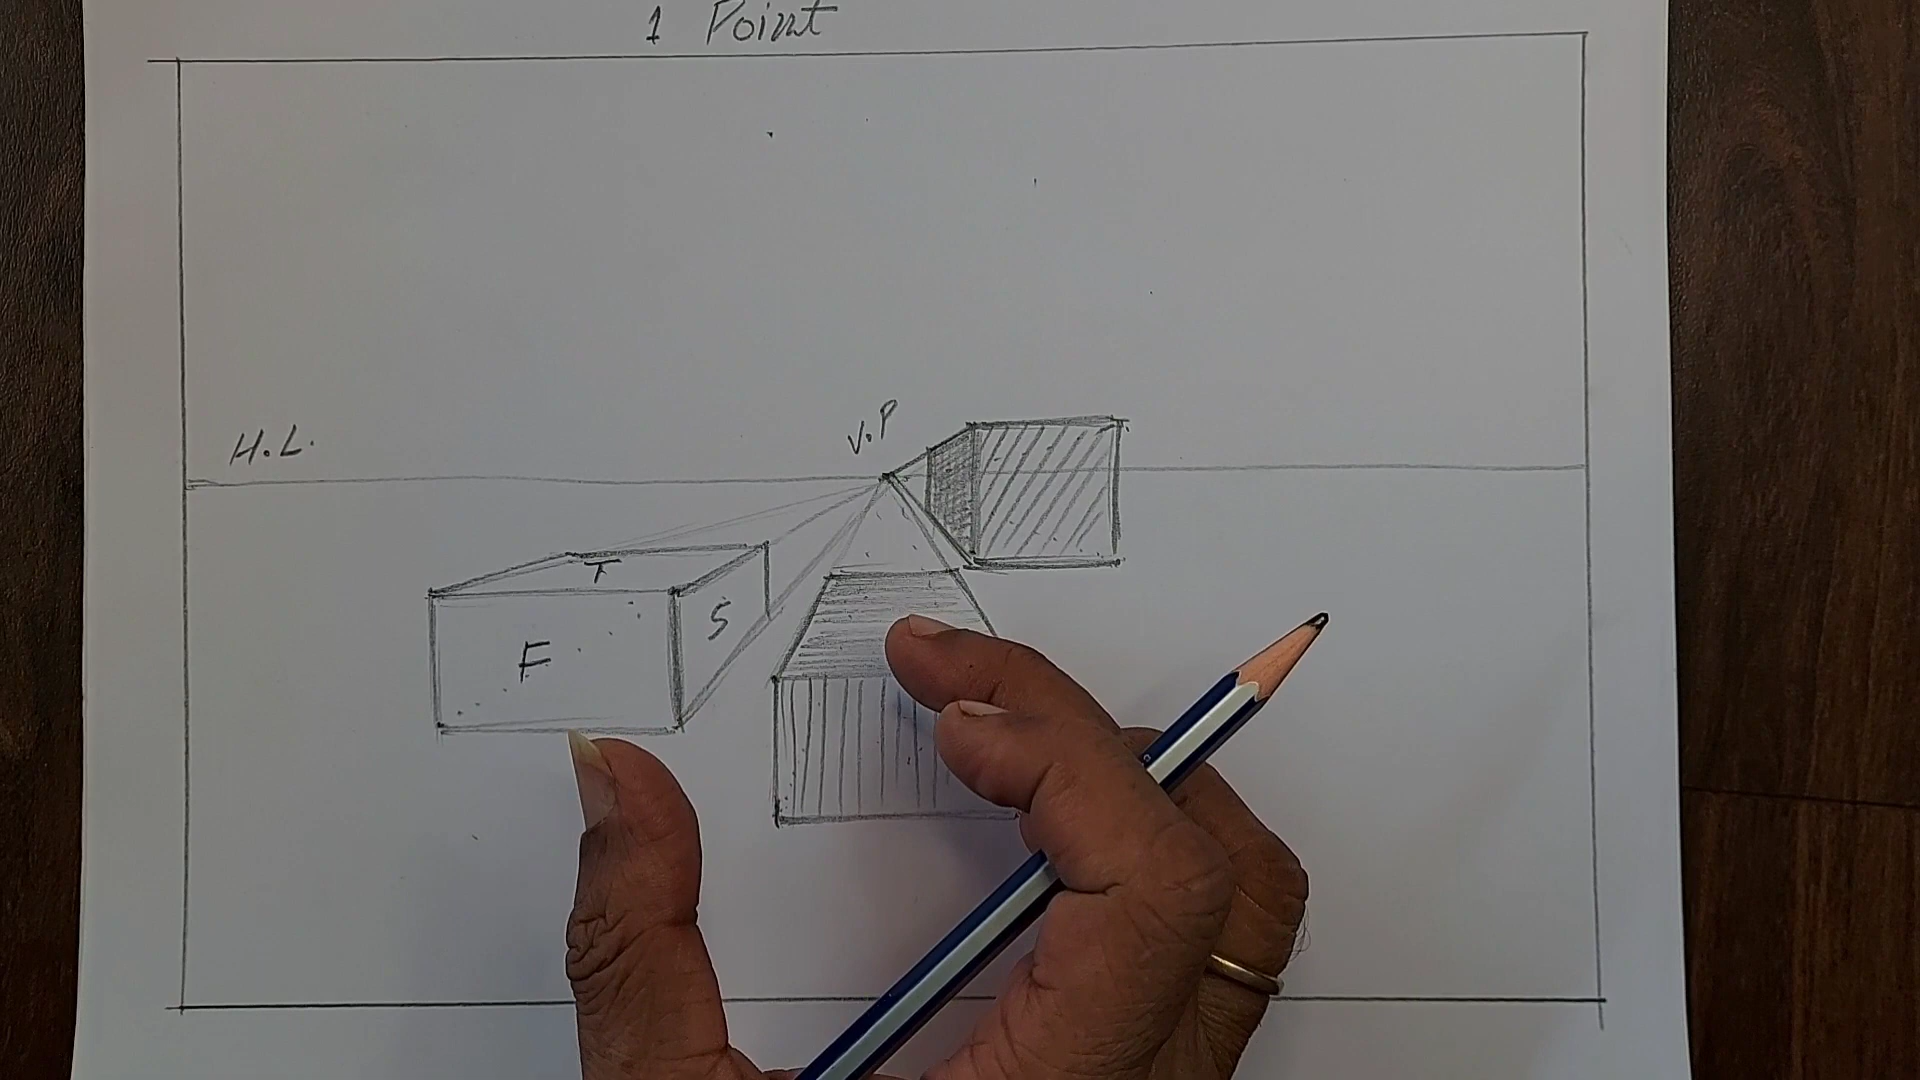 1 Point
V.P
H.L.
T
F
S